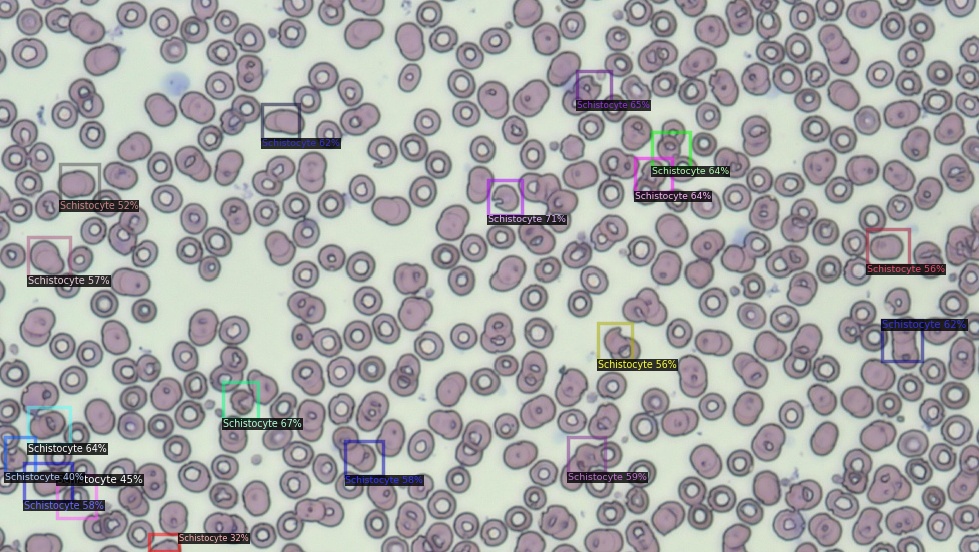 Schistocyte 65%
Schistocyte 62%
Schistocyte 64%
Schistocyte 64%
Schistocyte 52%
Schistocyte 71%
Schistocyte 57%
Schistocyte 56%
Schistocyte 62%
Schistocyte 56%
Schistocyte 67%
Schistocyte 64%
Schistocyte 40%
tocyte 45%
Schistocyte 58%
Schistocyte 59%
Schistocyte 58%
Schistocyte 32%